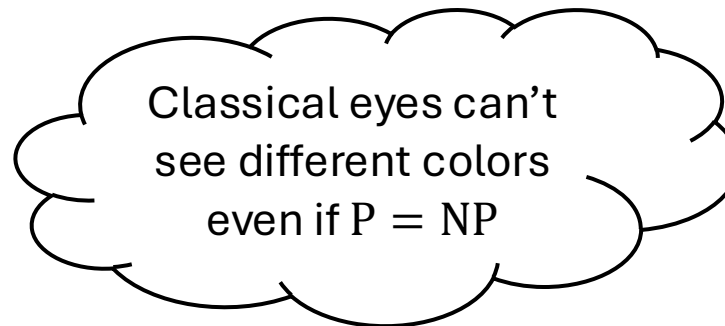 Classical eyes can’t
see different colors
even if P = NP